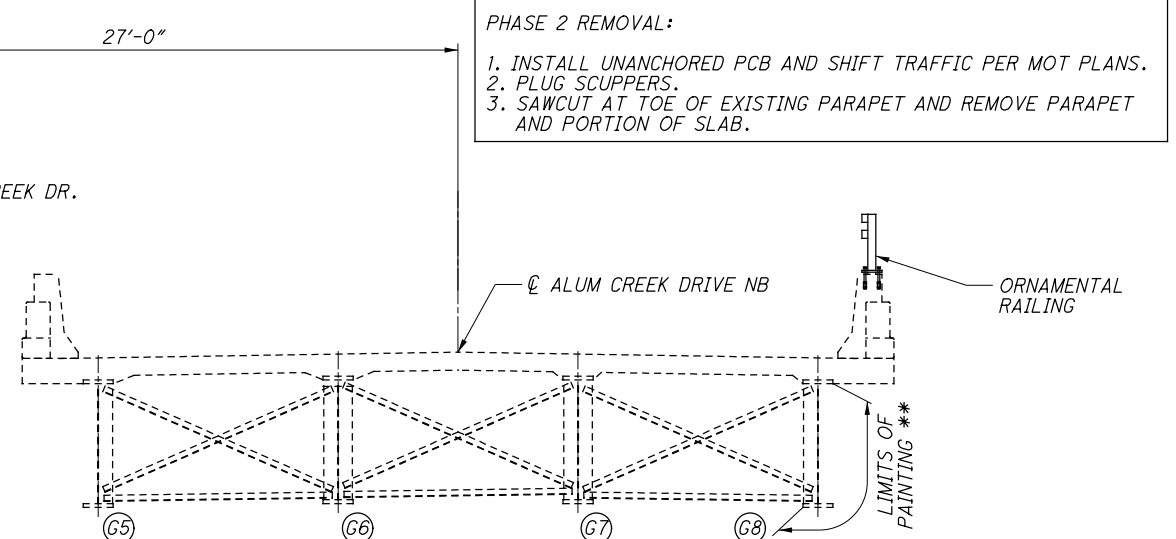 27'-0"
PHASE 2 REMOVAL:
1. INSTALL UNANCHORED PCB AND SHIFT TRAFFIC PER MOT PLANS.
2. PLUG SCUPPERS.
3. SAWCUT AT TOE OF EXISTING PARAPET AND REMOVE PARAPET
AND PORTION OF SLAB.
REEK DR.
℄ ALUM CREEK DRIVE NB
ORNAMENTAL
RAILING
LIMITS OF
PAINTING **
G5
G6
G7
G8